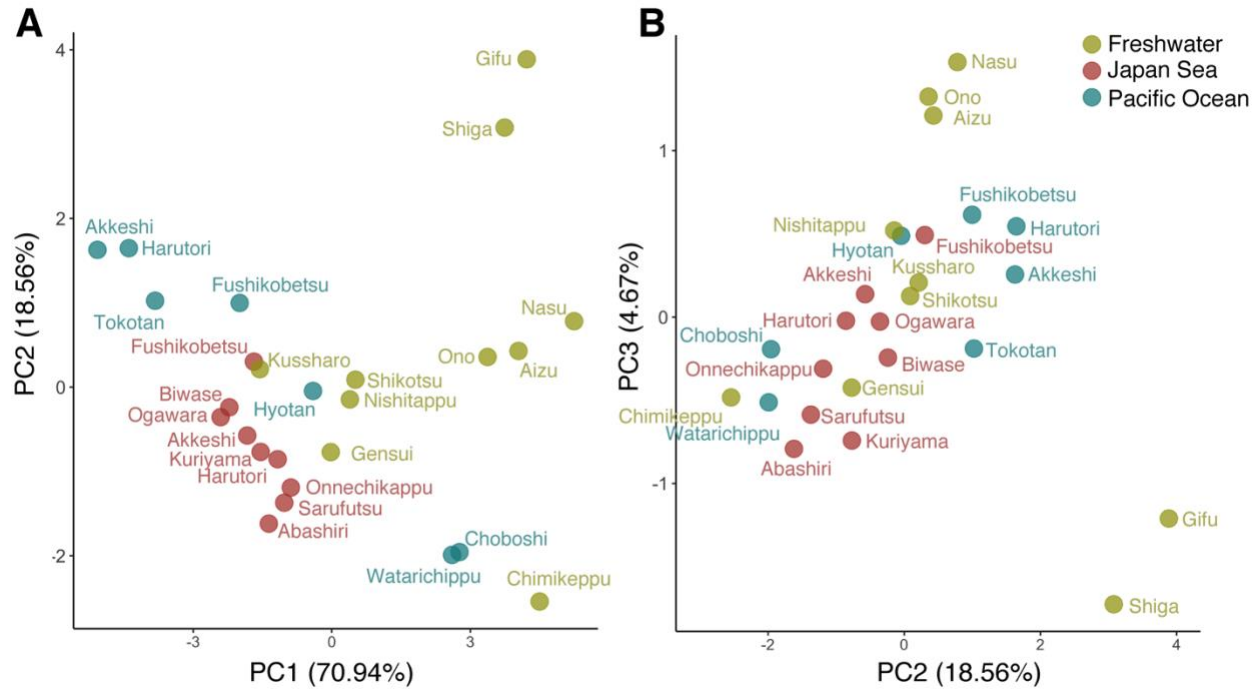 A
PC2 (18.56%)
4
2
0
-2
Gifu
Shiga
Akkeshi
Harutori
Fushikobetsu
Tokotan
Nasu
Fushikobetsu
Kussharo
Ono
Aizu
Shikotsu
Biwase
Hyotan
Nishitappu
Ogawara
Akkeshi
Kuriyama
Gensui
Harutori
Onnechikappu
Sarufutsu
Abashiri
Choboshi
Watarichippu
Chimikeppu
-3
0
3
PC1 (70.94%)
B
PC3 (4.67%)
1
0
-1
Freshwater
Japan Sea
Pacific Ocean
Nasu
Ono
Aizu
Fushikobetsu
Nishitappu
Harutori
Hyotan
Fushikobetsu
Kussharo
Akkeshi
Akkeshi
Shikotsu
Harutori
Ogawara
Choboshi
Tokotan
Onnechikappu
Biwase
Gensui
Chimikeppu
Sarufutsu
Watarichippu
Kuriyama
Abashiri
Gifu
Shiga
-2
0
2
4
PC2 (18.56%)